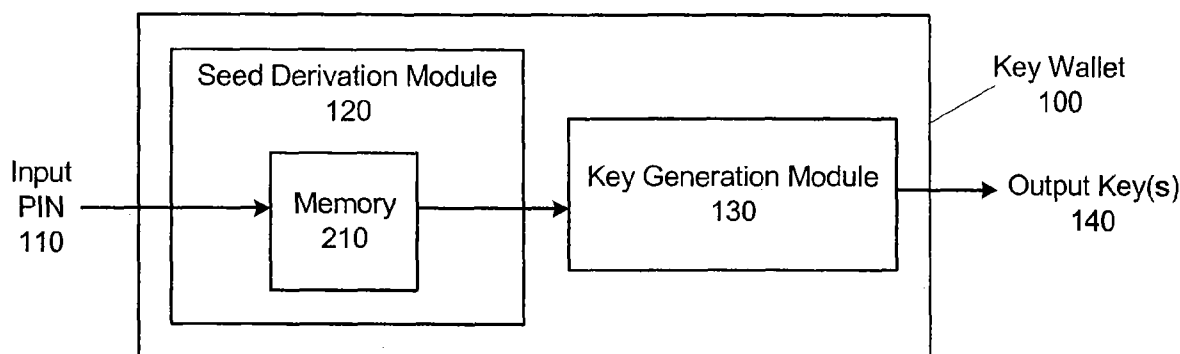 Seed Derivation Module
120
Key Wallet
100
Input
PIN
110
Memory
210
Key Generation Module
130
Output Key(s)
140